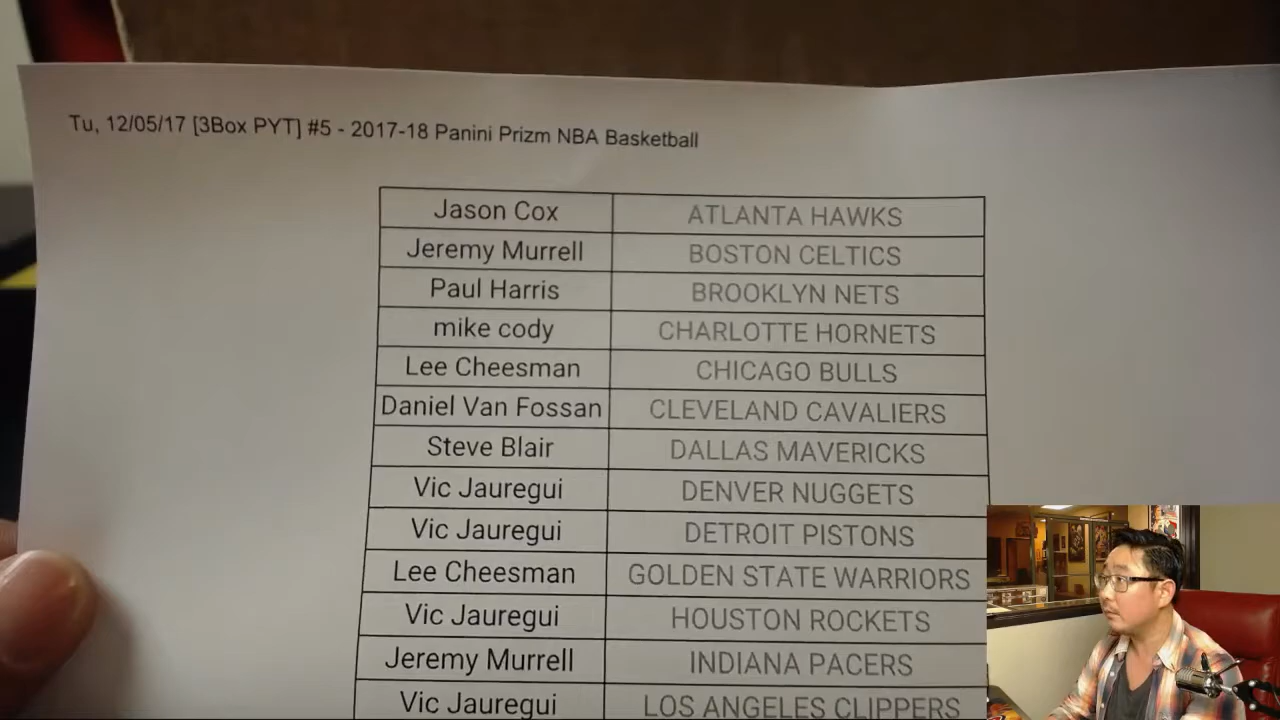 Tu, 12/05/17 [3Box PYT] #5 - 2017-18 Panini Prizm NBA Basketball
Jason Cox ATLANTA HAWKS
Jeremy Murrell BOSTON CELTICS
Paul Harris BROOKLYN NETS
mike cody CHARLOTTE HORNETS
Lee Cheesman CHICAGO BULLS
Daniel Van Fossan CLEVELAND CAVALIERS
Steve Blair DALLAS MAVERICKS
Vic Jauregui DENVER NUGGETS
Vic Jauregui DETROIT PISTONS
Lee Cheesman GOLDEN STATE WARRIORS
Vic Jauregui HOUSTON ROCKETS
Jeremy Murrell INDIANA PACERS
Vic Jauregui LOS ANGELES CLIPPERS